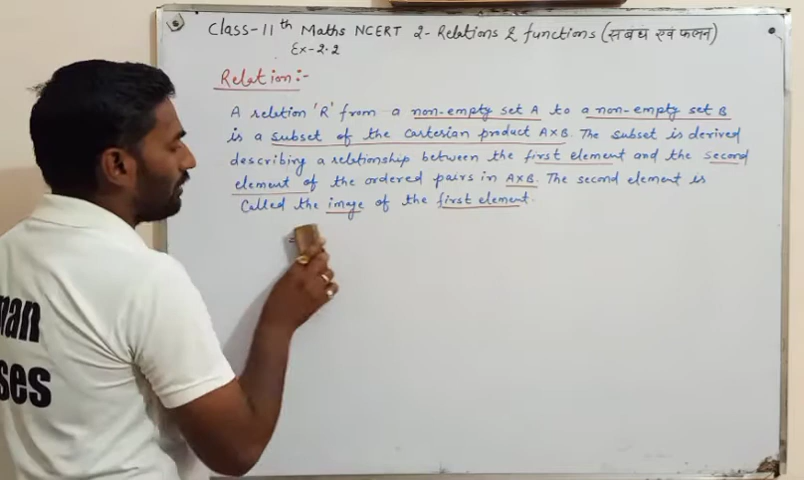 Class-11th Maths NCERT 2- Relations & functions (संबंध एवं फलन)
Ex-2.2
Relation:-
A relation 'R' from a non-empty set A to a non-empty set B
is a subset of the cartesian product A×B. The subset is derived
describing a relationship between the first element and the second
element of the ordered pairs in A×B. The second element is
called the image of the first element.